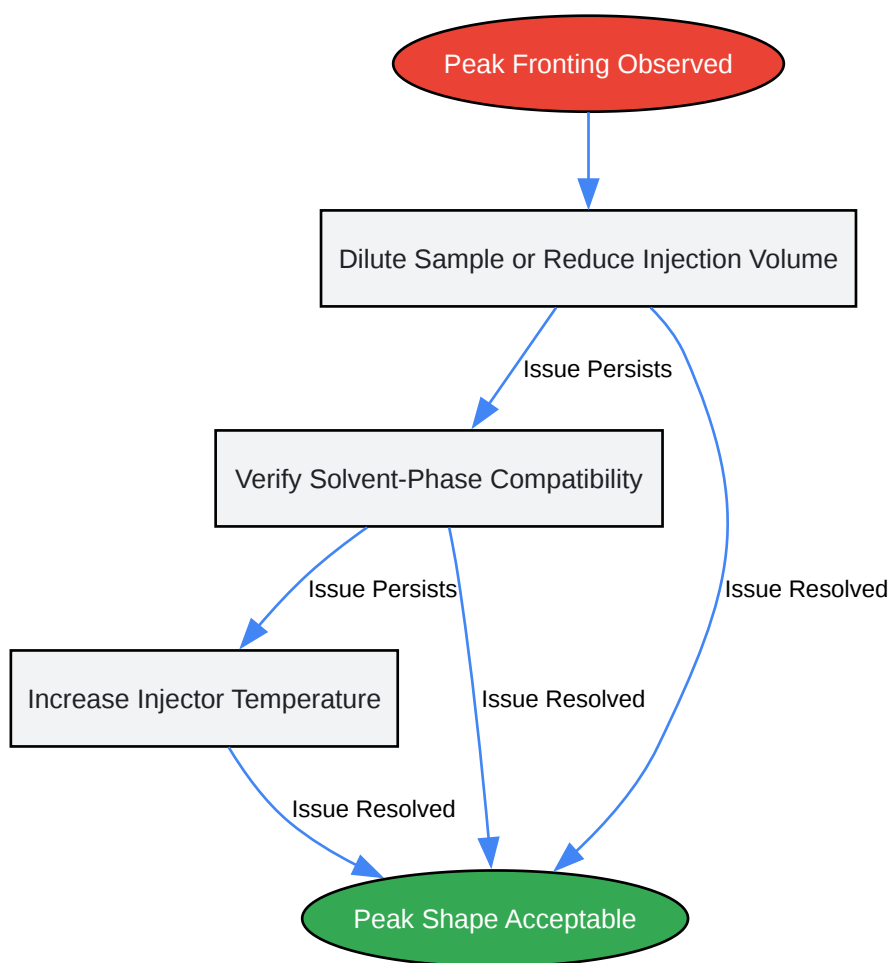 Peak Fronting Observed
Dilute Sample or Reduce Injection Volume
Issue Persists
Verify Solvent-Phase Compatibility
Issue Persists
Issue Resolved
Increase Injector Temperature
Issue Resolved
Issue Resolved
Peak Shape Acceptable